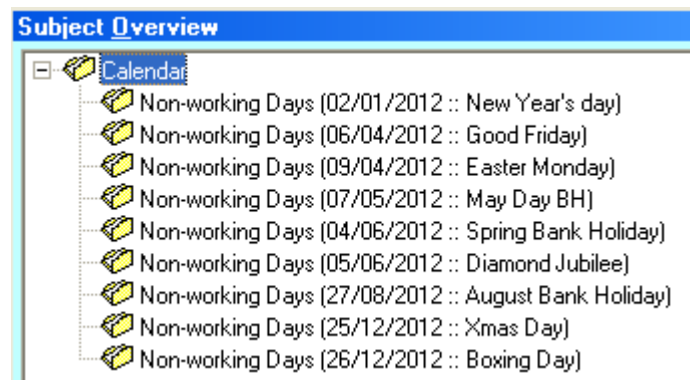 Subject Overview
Calendar
Non-working Days (02/01/2012 :: New Year's day)
Non-working Days (06/04/2012 :: Good Friday)
Non-working Days (09/04/2012 :: Easter Monday)
Non-working Days (07/05/2012 :: May Day BH)
Non-working Days (04/06/2012 :: Spring Bank Holiday)
Non-working Days (05/06/2012 :: Diamond Jubilee)
Non-working Days (27/08/2012 :: August Bank Holiday)
Non-working Days (25/12/2012 :: Xmas Day)
Non-working Days (26/12/2012 :: Boxing Day)